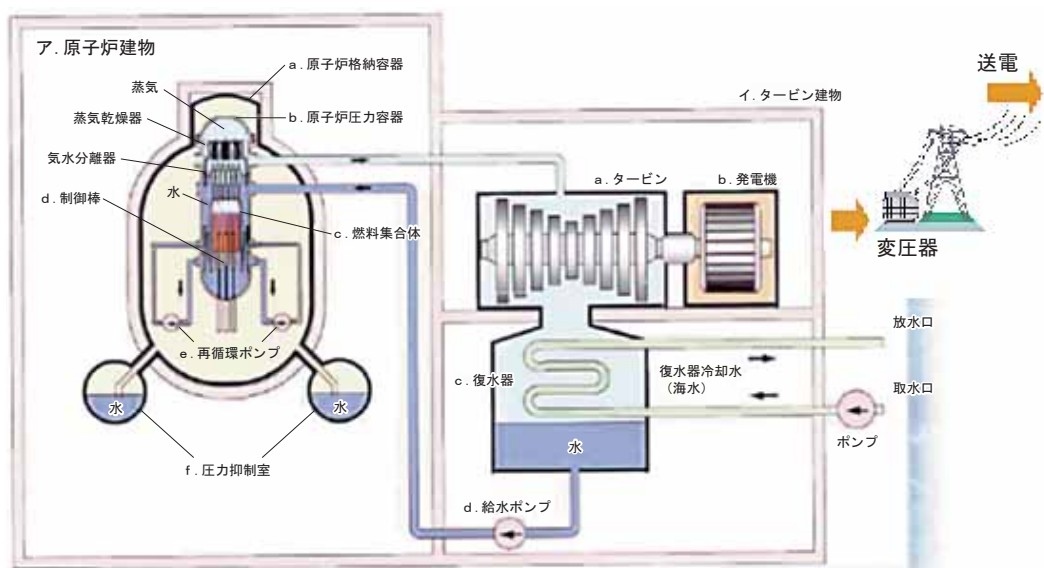 ア．原子炉建物
a．原子炉格納容器
蒸気
b．原子炉圧力容器
蒸気乾燥器
気水分離器
水
d．制御棒
c．燃料集合体
e．再循環ポンプ
水
水
f．圧力抑制室
イ．タービン建物
a．タービン
b．発電機
c．復水器
復水器冷却水
（海水）
水
d．給水ポンプ
送電
変圧器
放水口
取水口
ポンプ